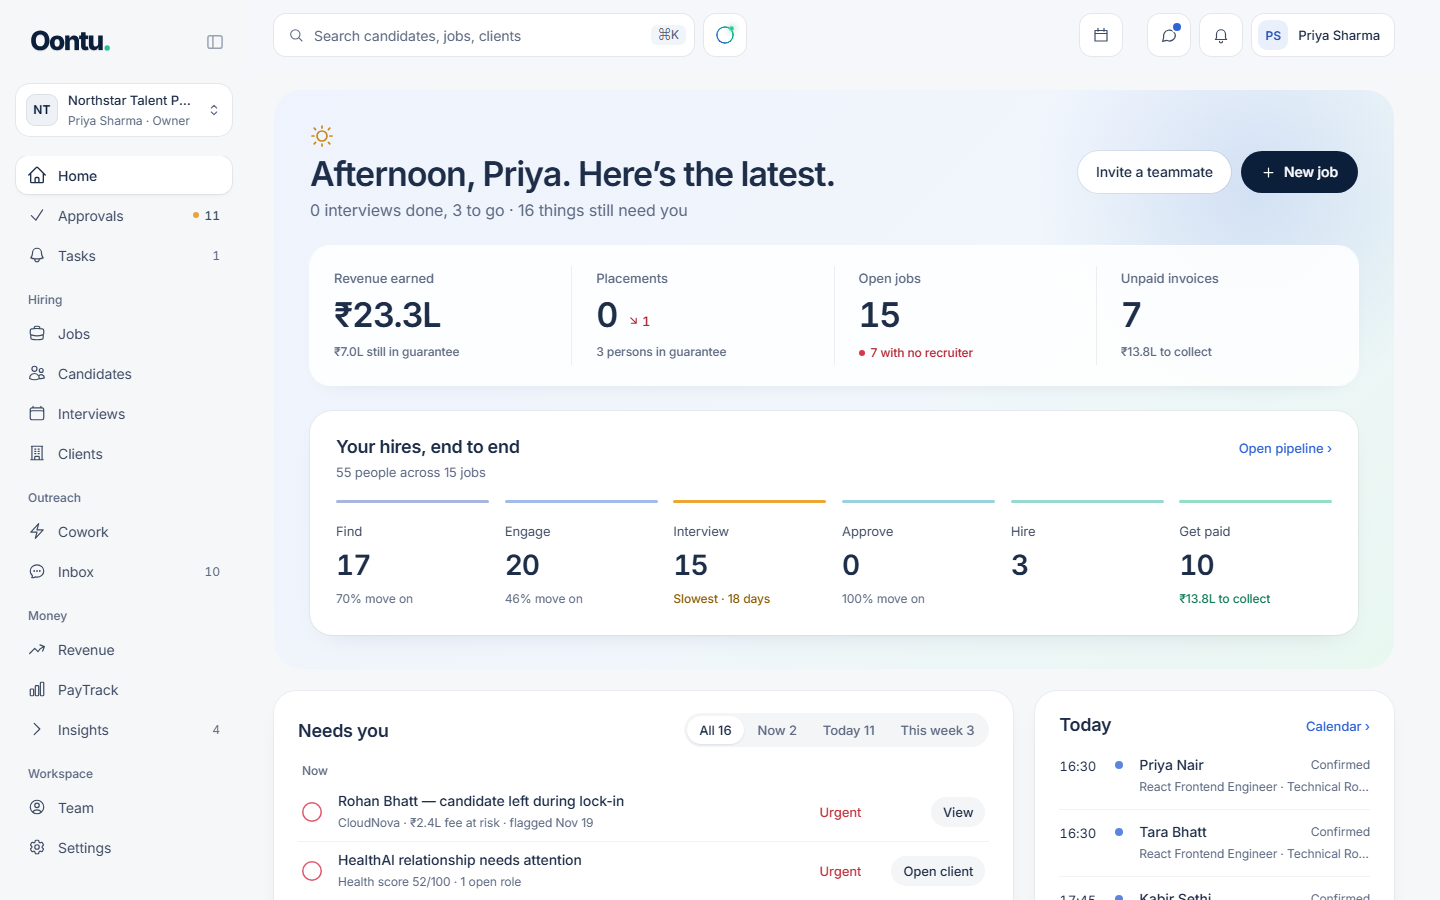 Oontu.
Search candidates, jobs, clients
⌘K
PS
Priya Sharma
NT
Northstar Talent P...
Priya Sharma · Owner
Home
Approvals
11
Tasks
1
Hiring
Jobs
Candidates
Interviews
Clients
Outreach
Cowork
Inbox
10
Money
Revenue
PayTrack
Insights
4
Workspace
Team
Settings
Afternoon, Priya. Here’s the latest.
0 interviews done, 3 to go · 16 things still need you
Invite a teammate
+ New job
Revenue earned
₹23.3L
₹7.0L still in guarantee
Placements
0 ↘ 1
3 persons in guarantee
Open jobs
15
7 with no recruiter
Unpaid invoices
7
₹13.8L to collect
Your hires, end to end
55 people across 15 jobs
Open pipeline ›
Find
17
70% move on
Engage
20
46% move on
Interview
15
Slowest · 18 days
Approve
0
100% move on
Hire
3
Get paid
10
₹13.8L to collect
Needs you
All 16
Now 2
Today 11
This week 3
Now
Rohan Bhatt — candidate left during lock-in
CloudNova · ₹2.4L fee at risk · flagged Nov 19
Urgent
View
HealthAI relationship needs attention
Health score 52/100 · 1 open role
Urgent
Open client
Today
Calendar ›
16:30
Priya Nair
Confirmed
React Frontend Engineer · Technical Ro...
16:30
Tara Bhatt
Confirmed
React Frontend Engineer · Technical Ro...
17:45
Kabir Sethi
Confirmed